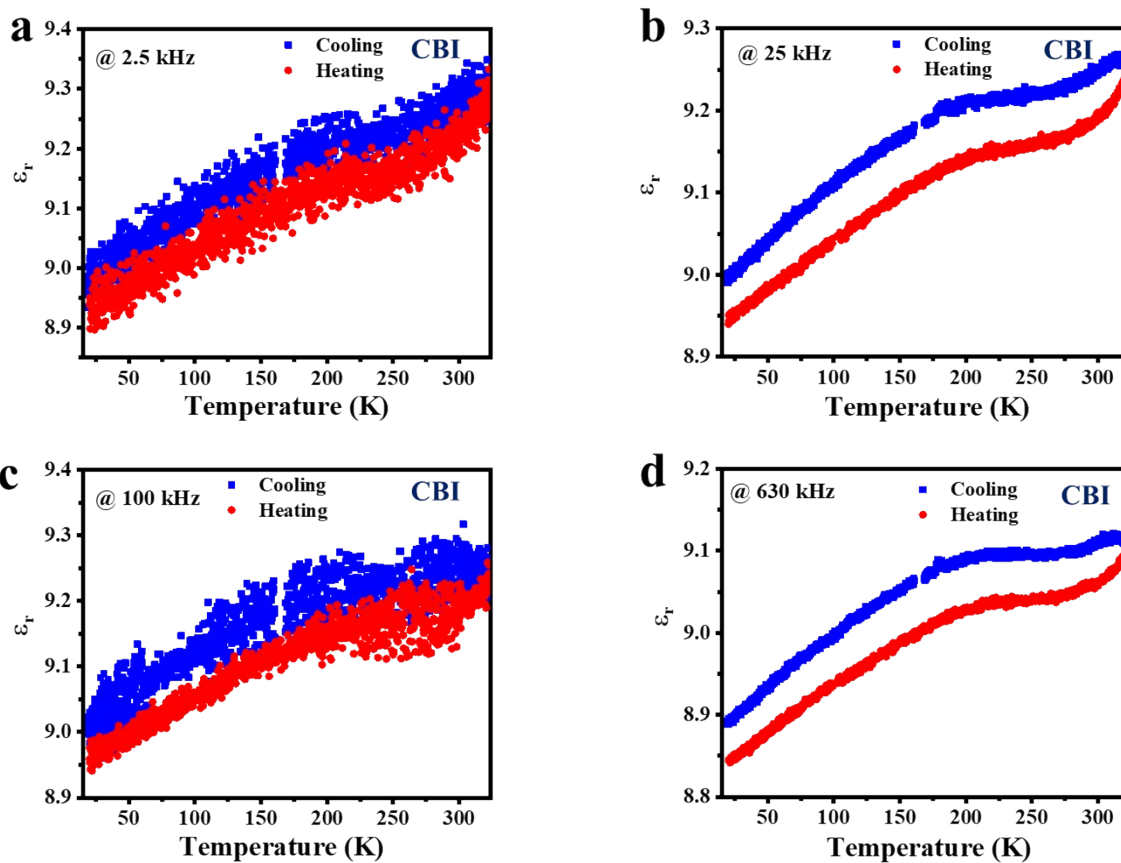 a
@ 2.5 kHz
Cooling
Heating
CBI
9.4
9.3
9.2
9.1
9.0
8.9
εr
50 100 150 200 250 300
Temperature (K)
b
@ 25 kHz
Cooling
Heating
CBI
9.3
9.2
9.1
9.0
8.9
εr
50 100 150 200 250 300
Temperature (K)
c
@ 100 kHz
Cooling
Heating
CBI
9.4
9.3
9.2
9.1
9.0
8.9
εr
50 100 150 200 250 300
Temperature (K)
d
@ 630 kHz
Cooling
Heating
CBI
9.2
9.1
9.0
8.9
8.8
εr
50 100 150 200 250 300
Temperature (K)